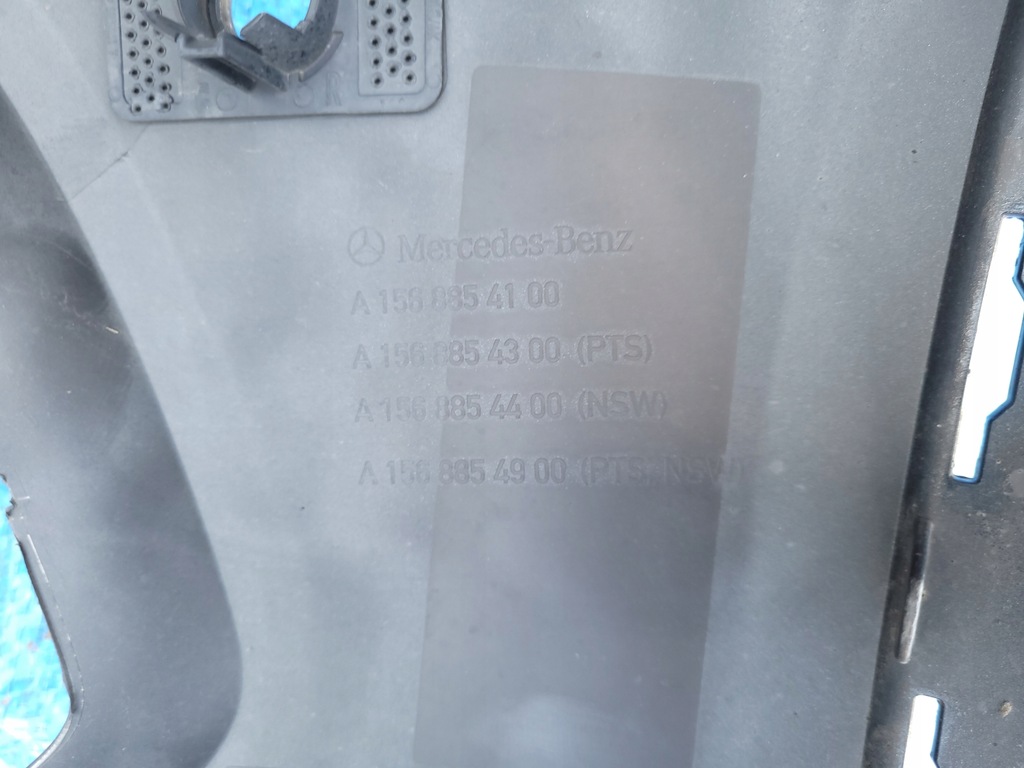 Mercedes-Benz
A 156 885 41 00
A 156 885 43 00 (PTS)
A 156 885 44 00 (NSW)
A 156 885 49 00 (PTS, NSW)